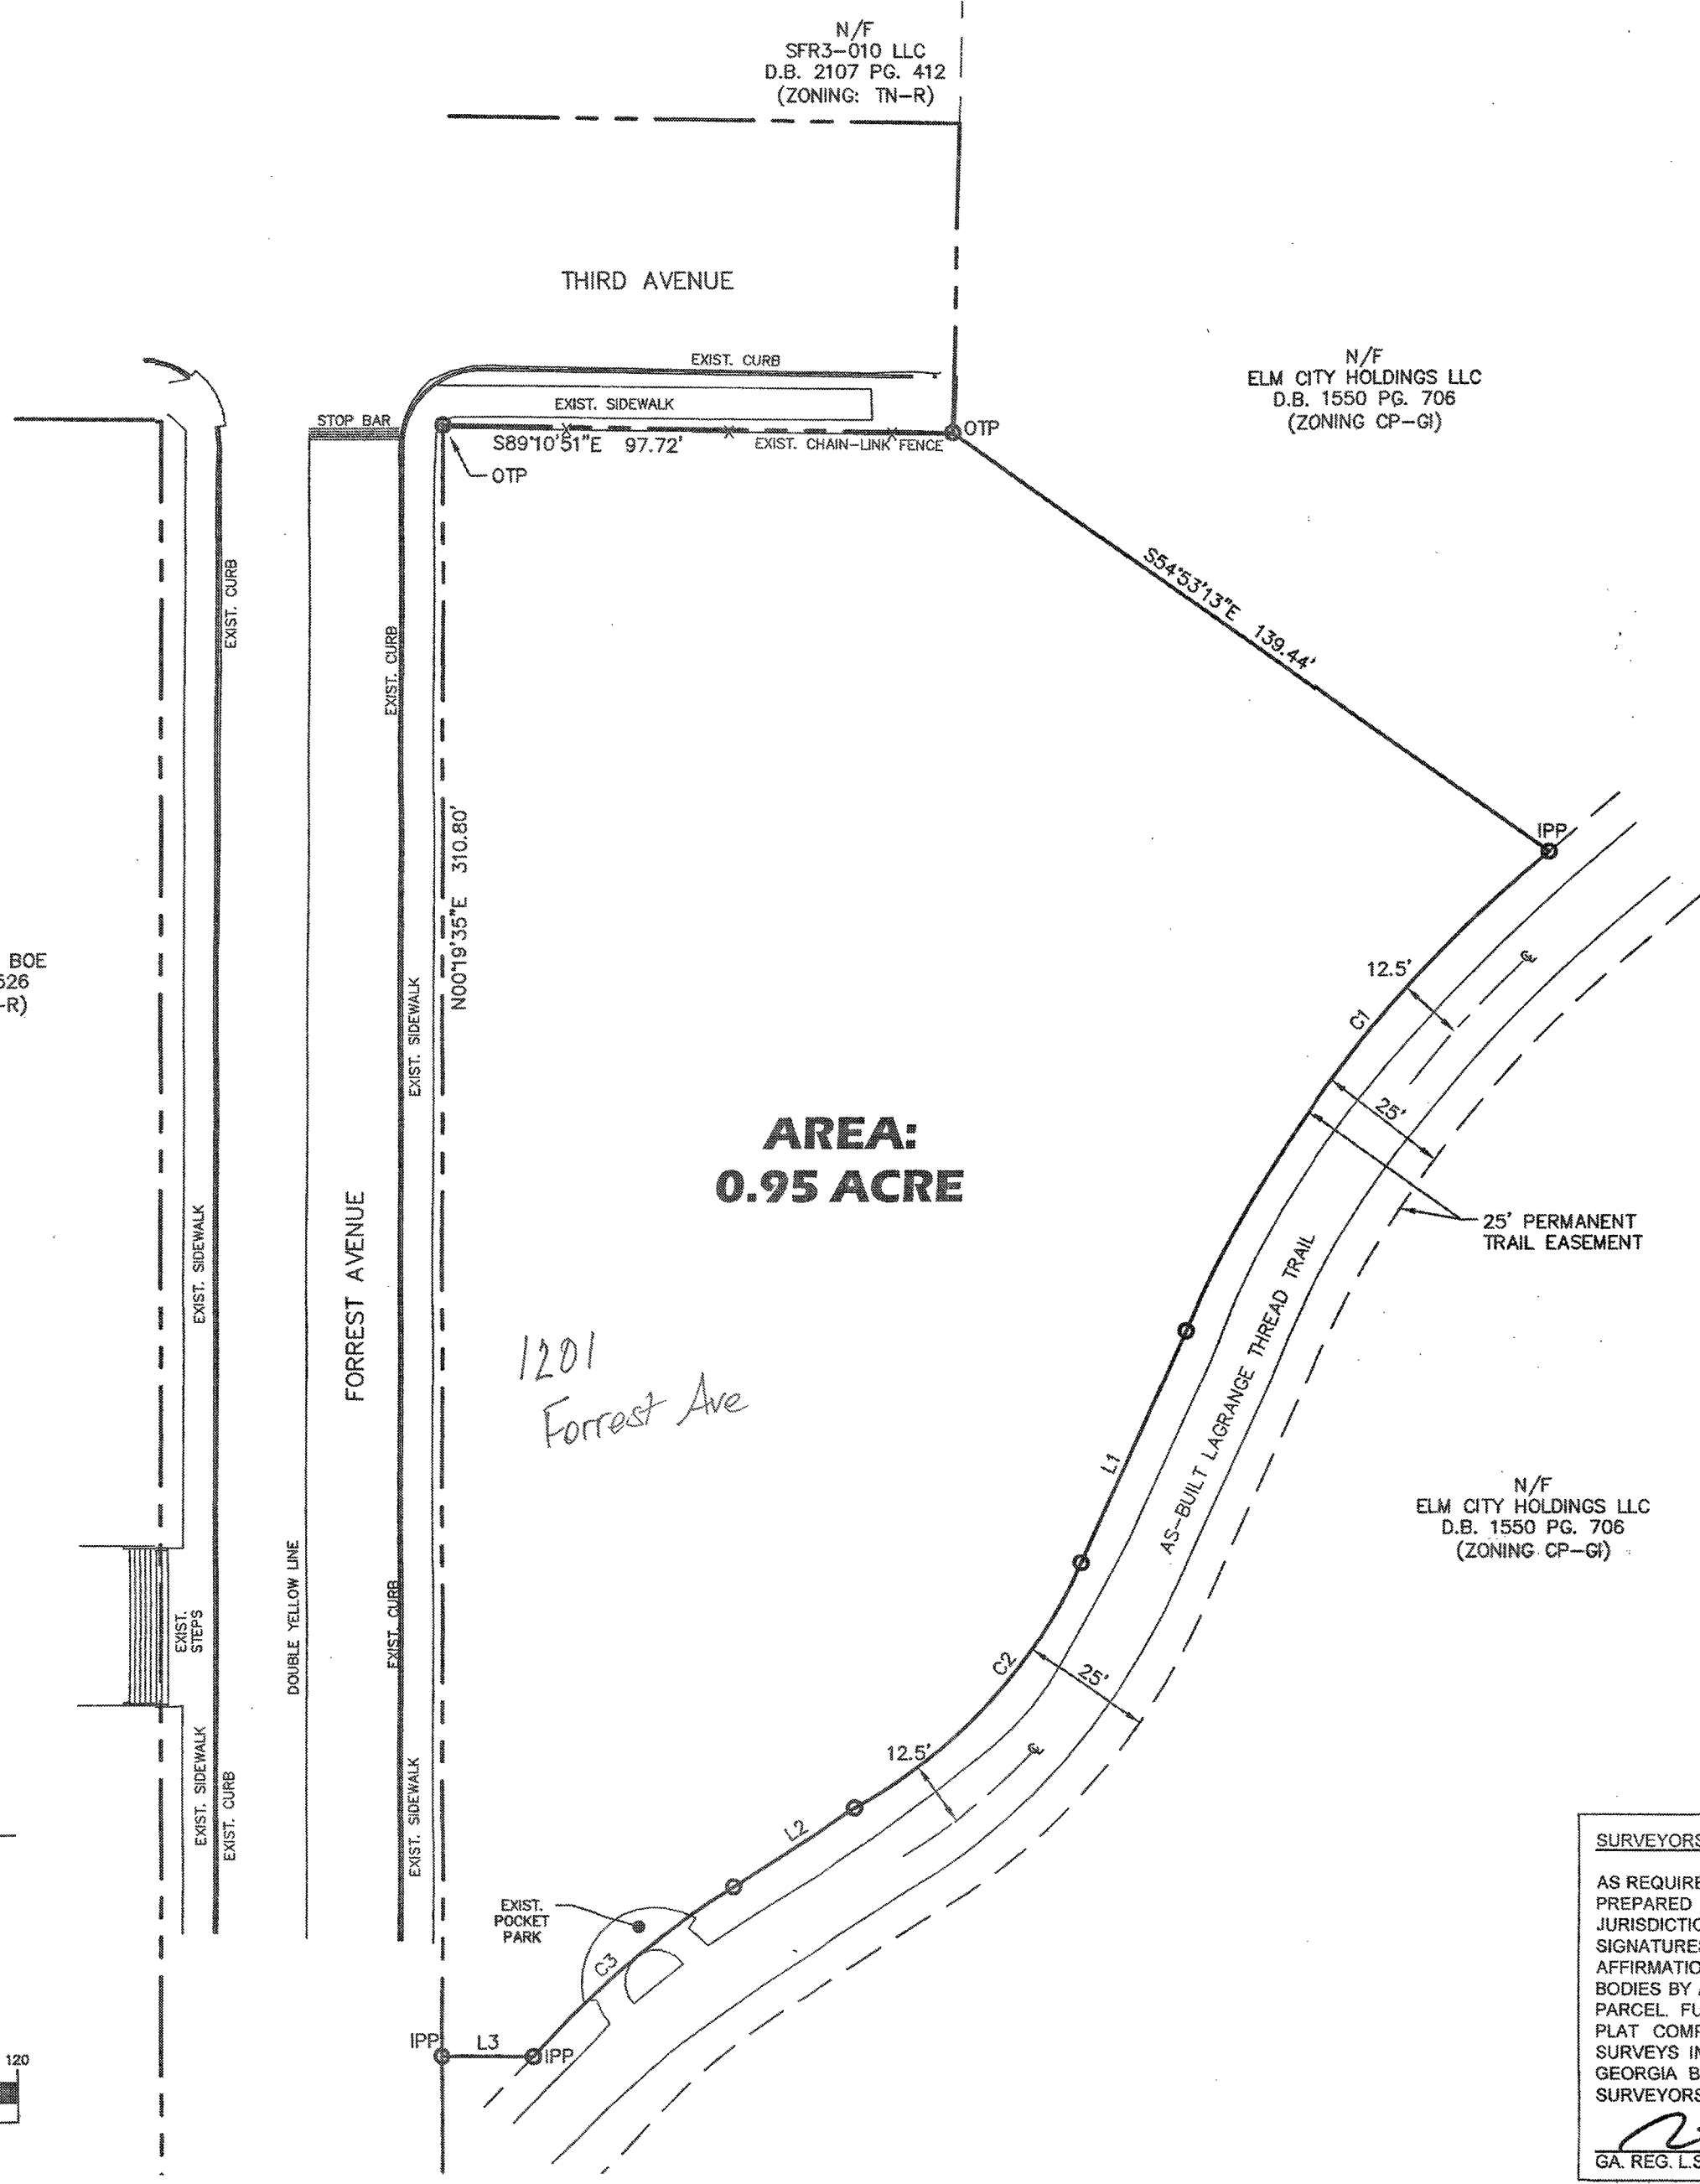 N/F
SFR3-010 LLC
D.B. 2107 PG. 412
(ZONING: TN-R)
THIRD AVENUE
EXIST. CURB
EXIST. SIDEWALK
STOP BAR
S89°10'51"E 97.72'
EXIST. CHAIN-LINK FENCE
OTP
OTP
N/F
ELM CITY HOLDINGS LLC
D.B. 1550 PG. 706
(ZONING CP-GI)
S54°53'13"E 139.44'
EXIST. CURB
EXIST. CURB
N00°19'35"E 310.80'
IPP
BOE
526
-R)
EXIST. SIDEWALK
12.5'
C1
℄
25'
AREA:
0.95 ACRE
25' PERMANENT
TRAIL EASEMENT
EXIST. SIDEWALK
FORREST AVENUE
1201
Forrest Ave
AS-BUILT LAGRANGE THREAD TRAIL
L1
N/F
ELM CITY HOLDINGS LLC
D.B. 1550 PG. 706
(ZONING CP-GI)
EXIST.
STEPS
DOUBLE YELLOW LINE
EXIST. CURB
C2
25'
12.5'
℄
EXIST. SIDEWALK
EXIST. CURB
EXIST. SIDEWALK
L2
EXIST.
POCKET
PARK
C3
IPP
L3
IPP
120
SURVEYORS
AS REQUIRE
PREPARED
JURISDICTIO
SIGNATURES
AFFIRMATIO
BODIES BY
PARCEL. FU
PLAT COMP
SURVEYS IN
GEORGIA B
SURVEYORS
GA. REG. L.S